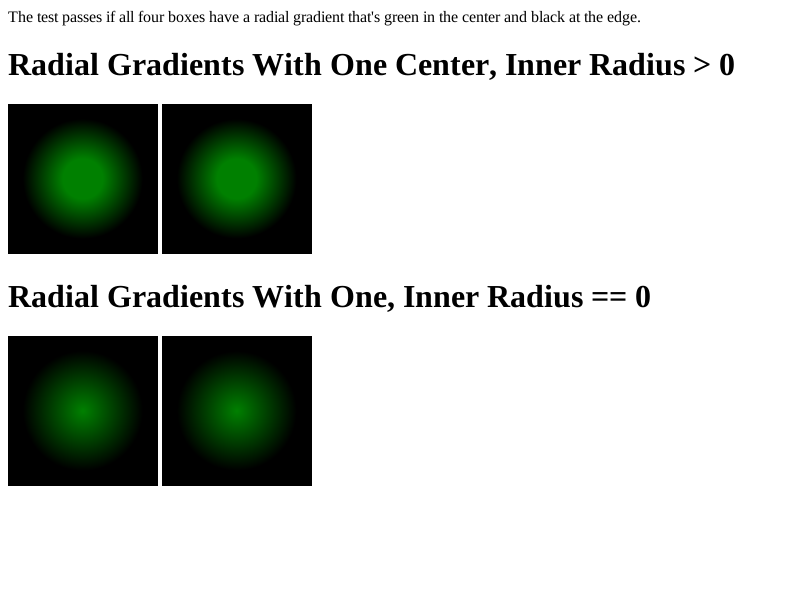 The test passes if all four boxes have a radial gradient that's green in the center and black at the edge.
Radial Gradients With One Center, Inner Radius > 0
Radial Gradients With One, Inner Radius == 0